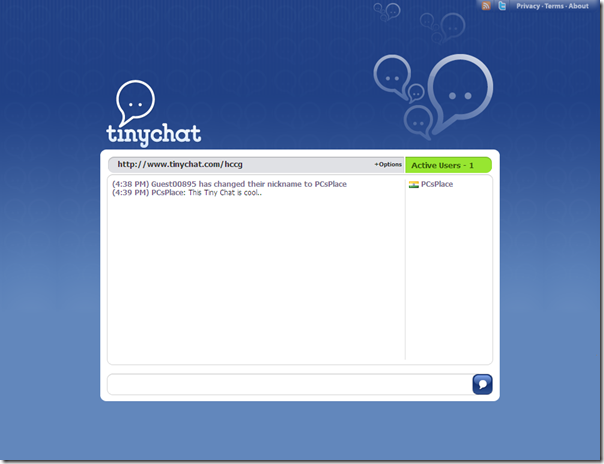 Privacy · Terms · About
tinychat
http://www.tinychat.com/hccg
+Options
Active Users - 1
(4:38 PM) Guest00895 has changed their nickname to PCsPlace
(4:39 PM) PCsPlace: This Tiny Chat is cool..
PCsPlace